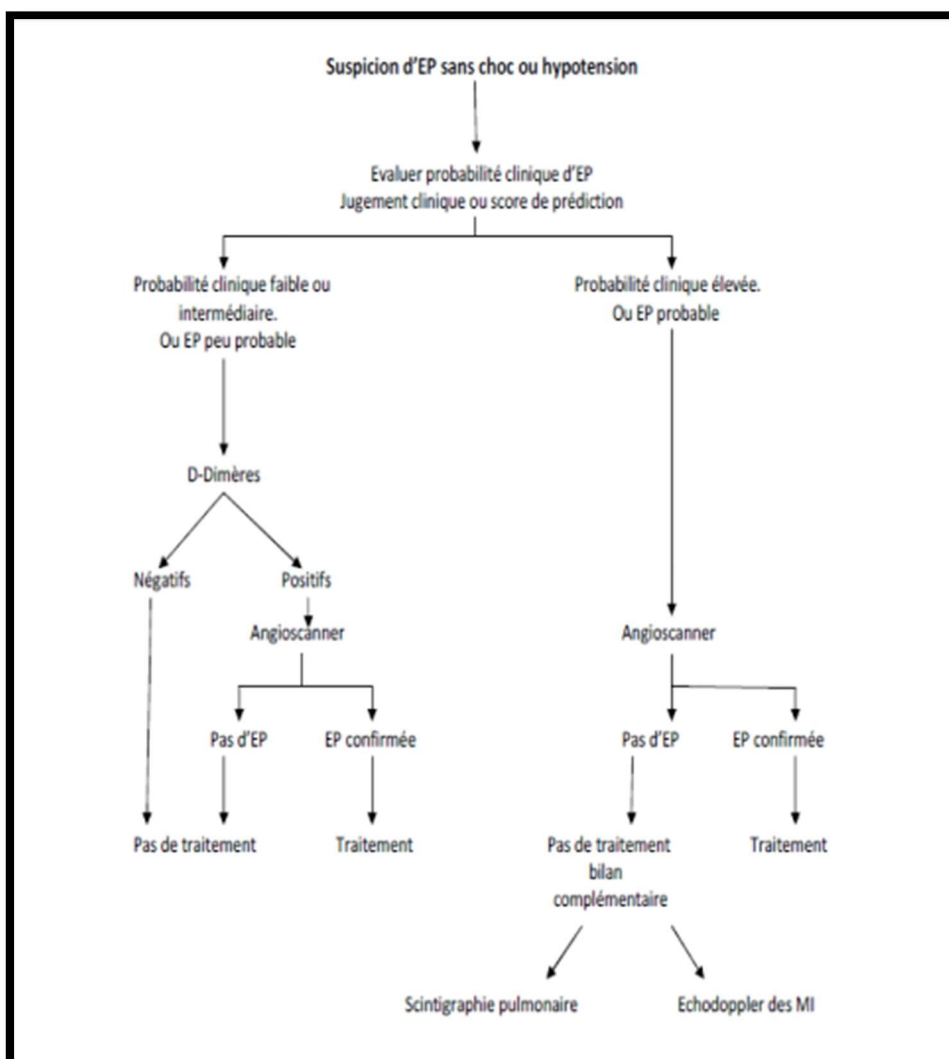 Suspicion d'EP sans choc ou hypotension
Evaluer probabilité clinique d'EP
Jugement clinique ou score de prédiction
Probabilité clinique faible ou
intermédiaire.
Ou EP peu probable
Probabilité clinique élevée.
Ou EP probable
D-Dimères
Négatifs
Positifs
Angioscanner
Angioscanner
Pas d'EP
EP confirmée
Pas d'EP
EP confirmée
Pas de traitement
Traitement
Pas de traitement
bilan
complémentaire
Traitement
Scintigraphie pulmonaire
Echodoppler des MI